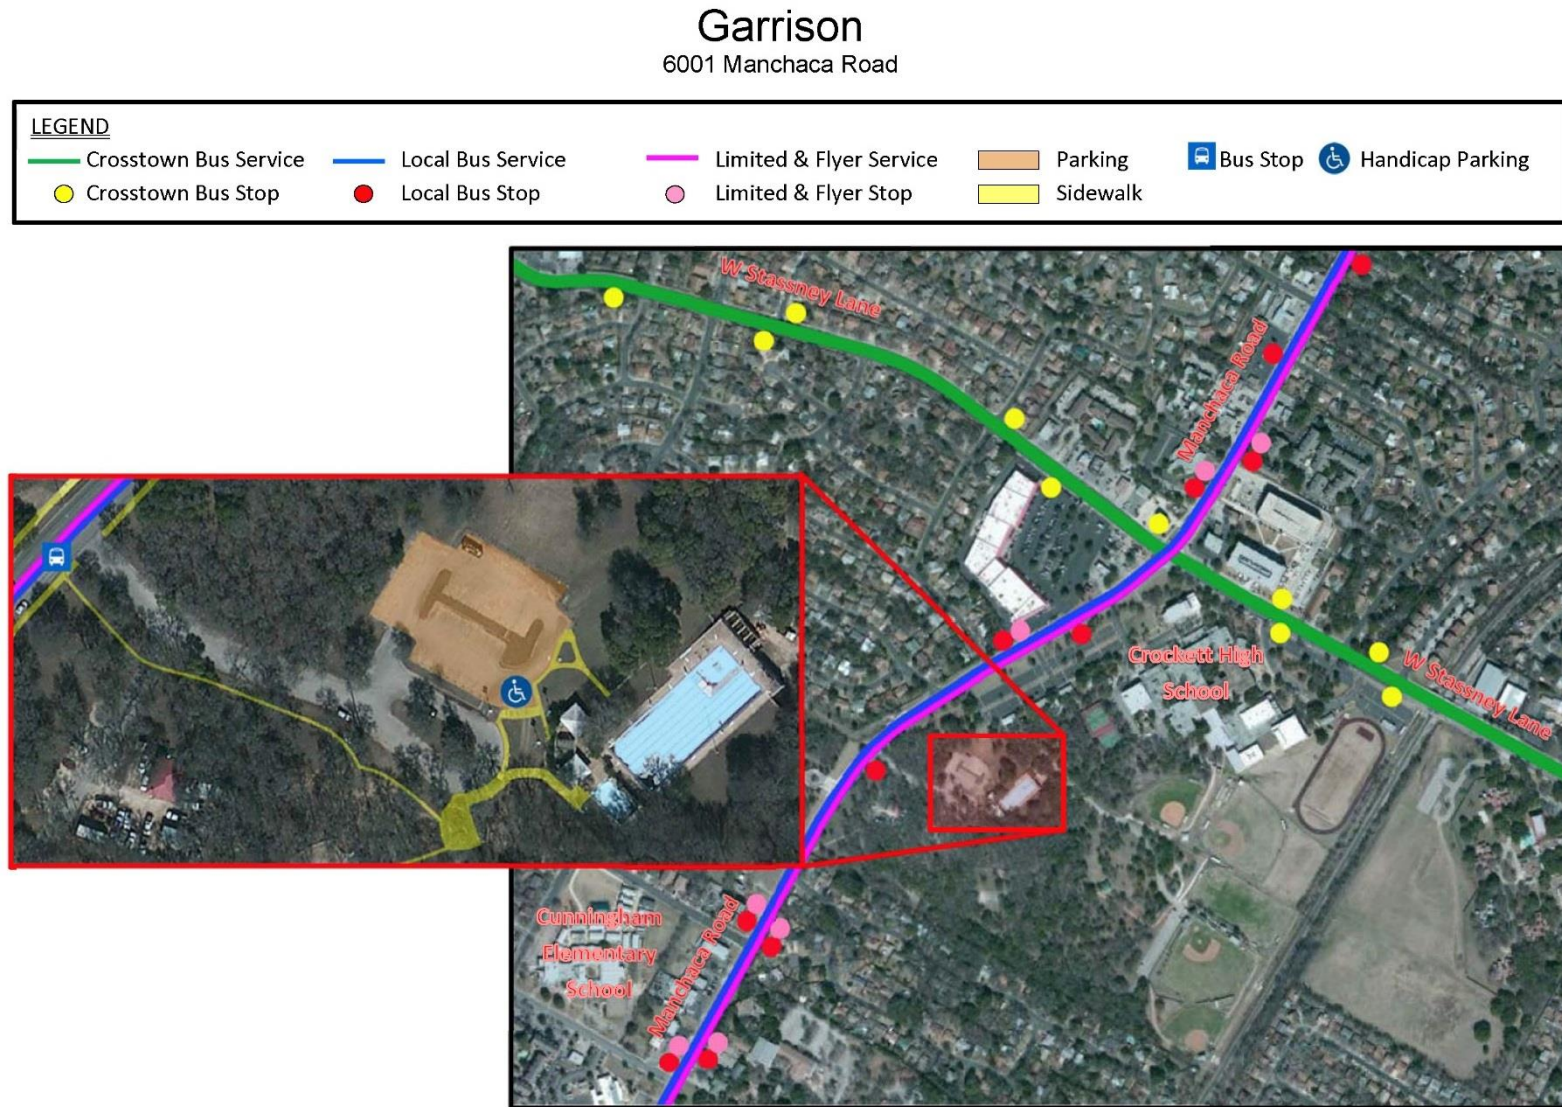 Garrison
6001 Manchaca Road
LEGEND
Crosstown Bus Service
Local Bus Service
Limited & Flyer Service
Parking
Bus Stop
Handicap Parking
Crosstown Bus Stop
Local Bus Stop
Limited & Flyer Stop
Sidewalk
W Stassney Lane
Manchaca Road
Crockett High
School
W Stassney Lane
Cunningham
Elementary
School
Manchaca Road